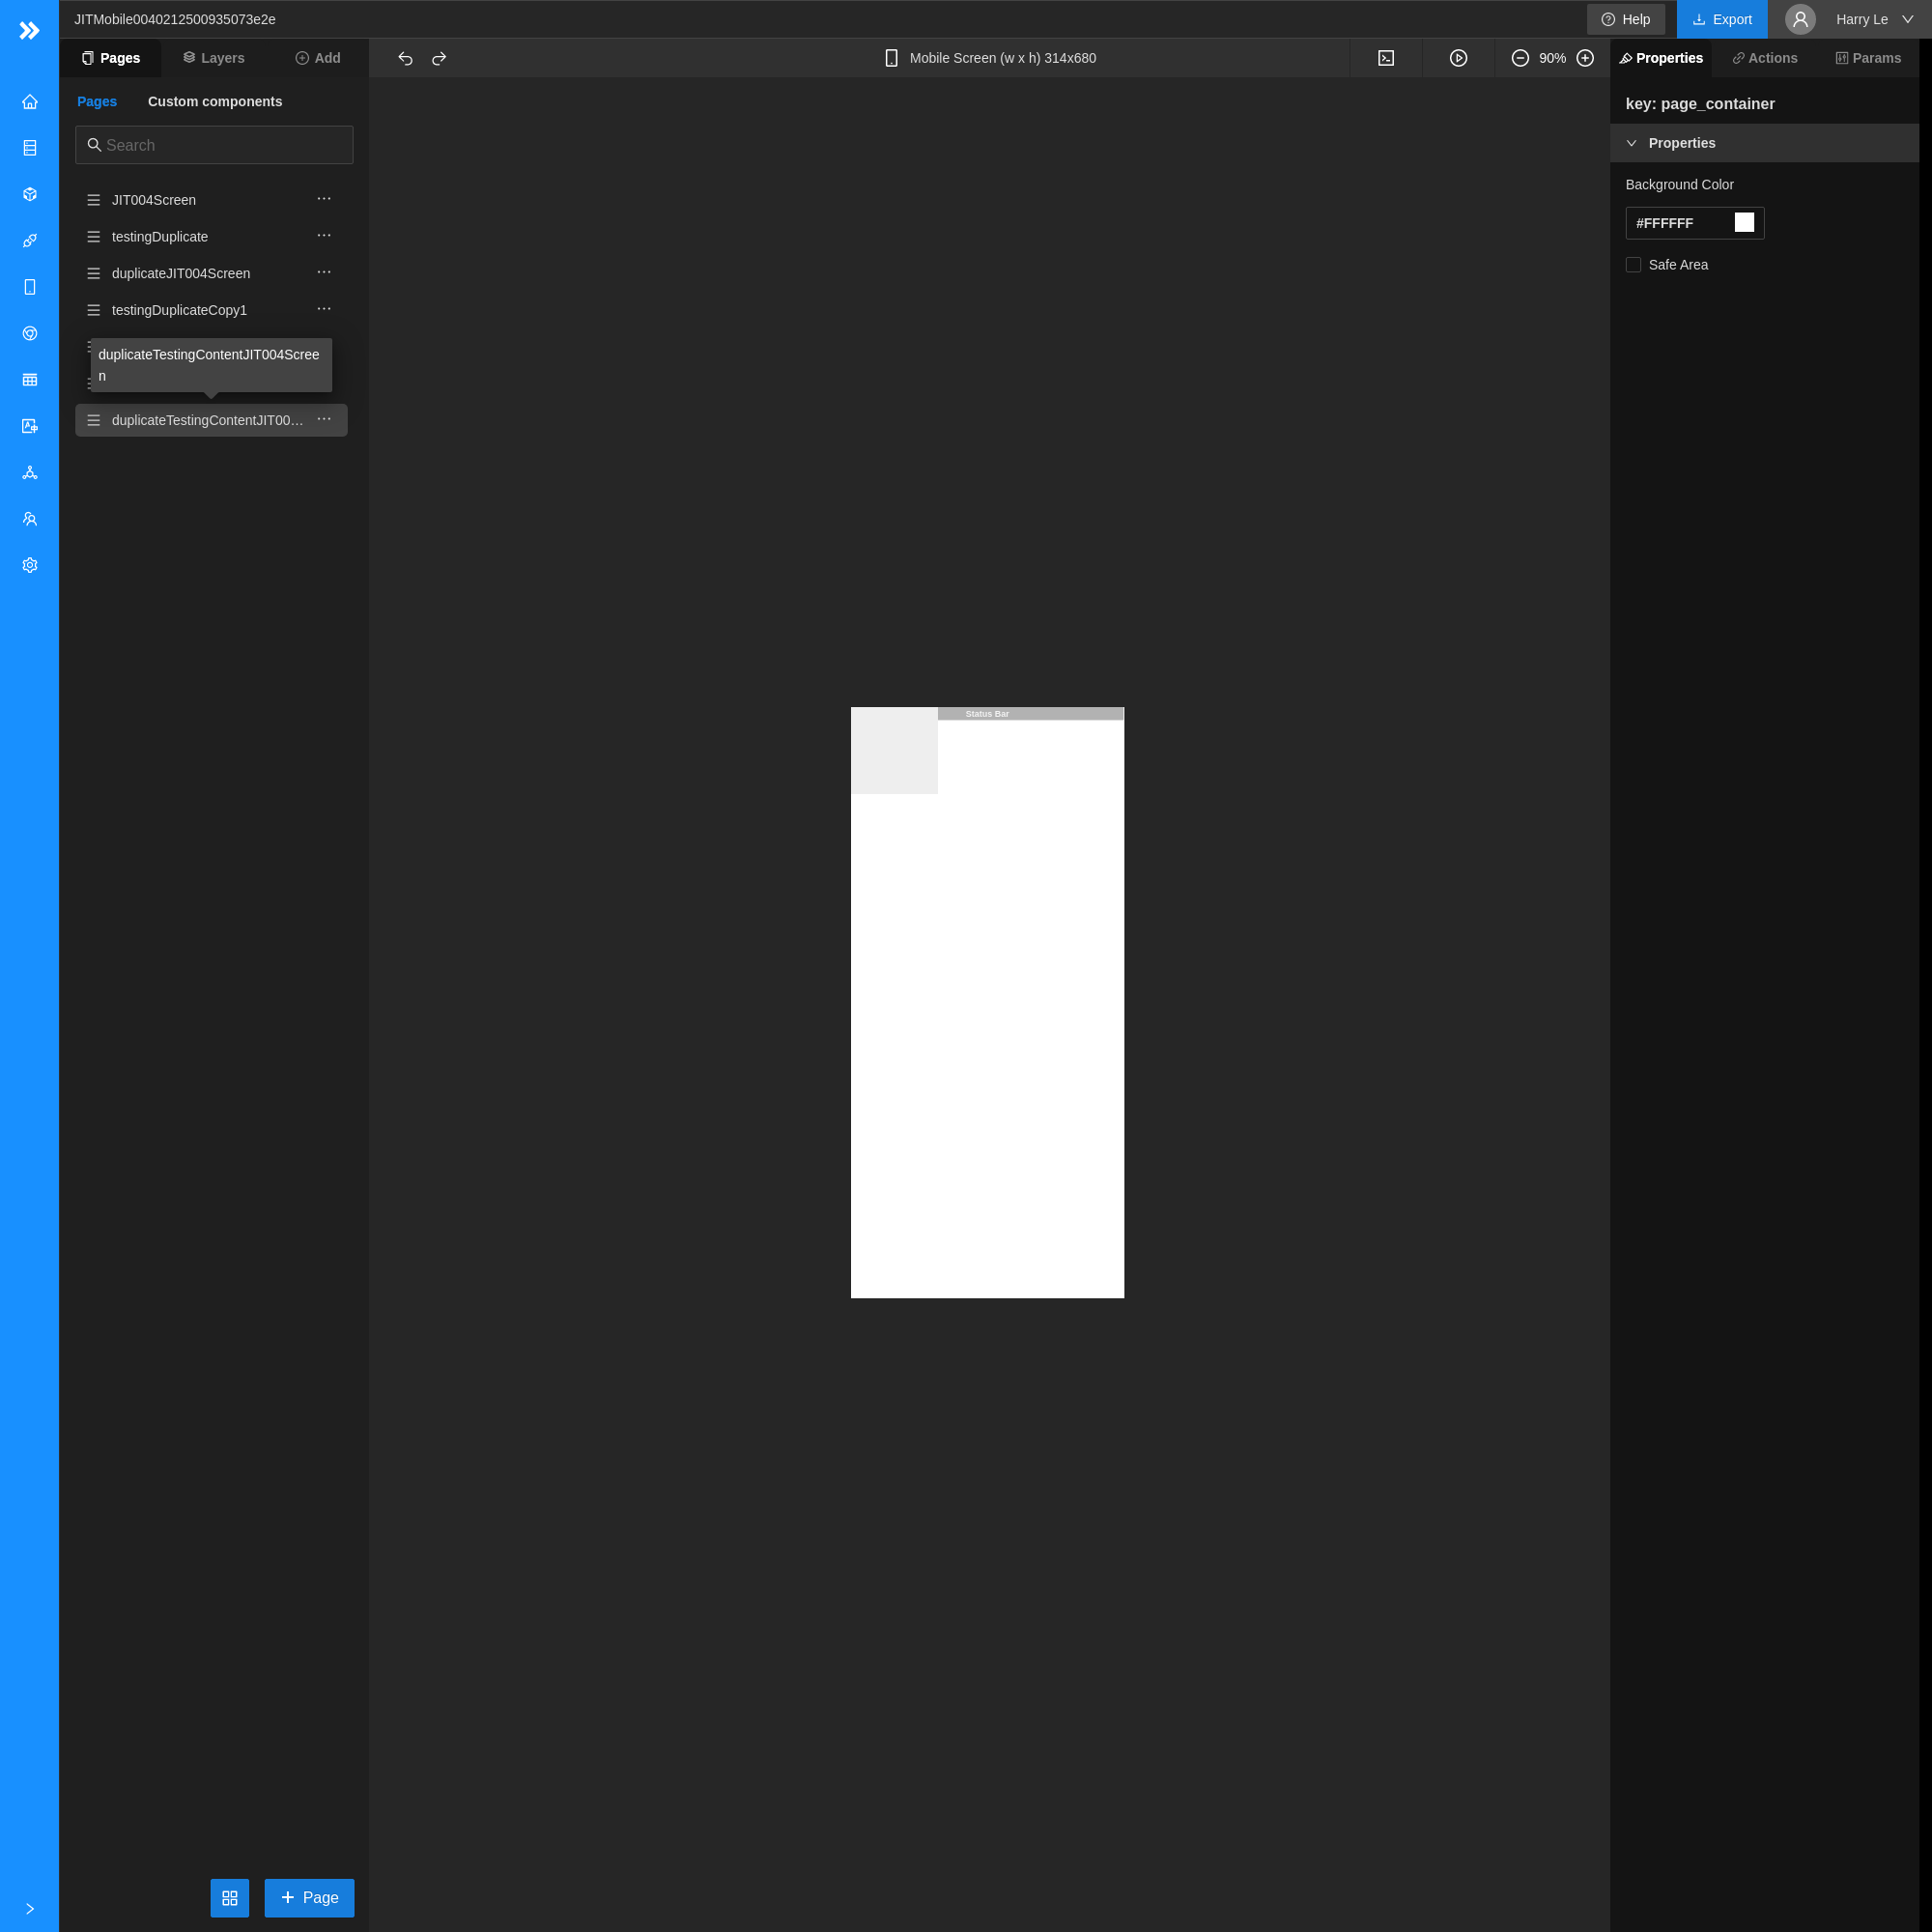 JITMobile0040212500935073e2e
Help
Export
Harry Le
Pages
Layers
Add
Mobile Screen (w x h) 314x680
90%
Properties
Actions
Params
Pages
Custom components
Search
JIT004Screen
testingDuplicate
duplicateJIT004Screen
testingDuplicateCopy1
duplicateTestingContentJIT004Scree
n
duplicateTestingContentJIT00...
Status Bar
key: page_container
Properties
Background Color
#FFFFFF
Safe Area
Page